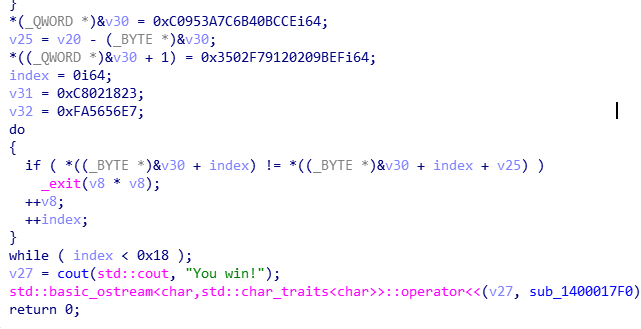 }
*(_QWORD *)&v30 = 0xC0953A7C6B40BCCEi64;
v25 = v20 - (_BYTE *)&v30;
*((_QWORD *)&v30 + 1) = 0x3502F79120209BEFi64;
index = 0i64;
v31 = 0xC8021823;
v32 = 0xFA5656E7;
do
{
if ( *((_BYTE *)&v30 + index) != *((_BYTE *)&v30 + index + v25) )
_exit(v8 * v8);
++v8;
++index;
}
while ( index < 0x18 );
v27 = cout(std::cout, "You win!");
std::basic_ostream<char,std::char_traits<char>>::operator<<(v27, sub_1400017F0)
return 0;